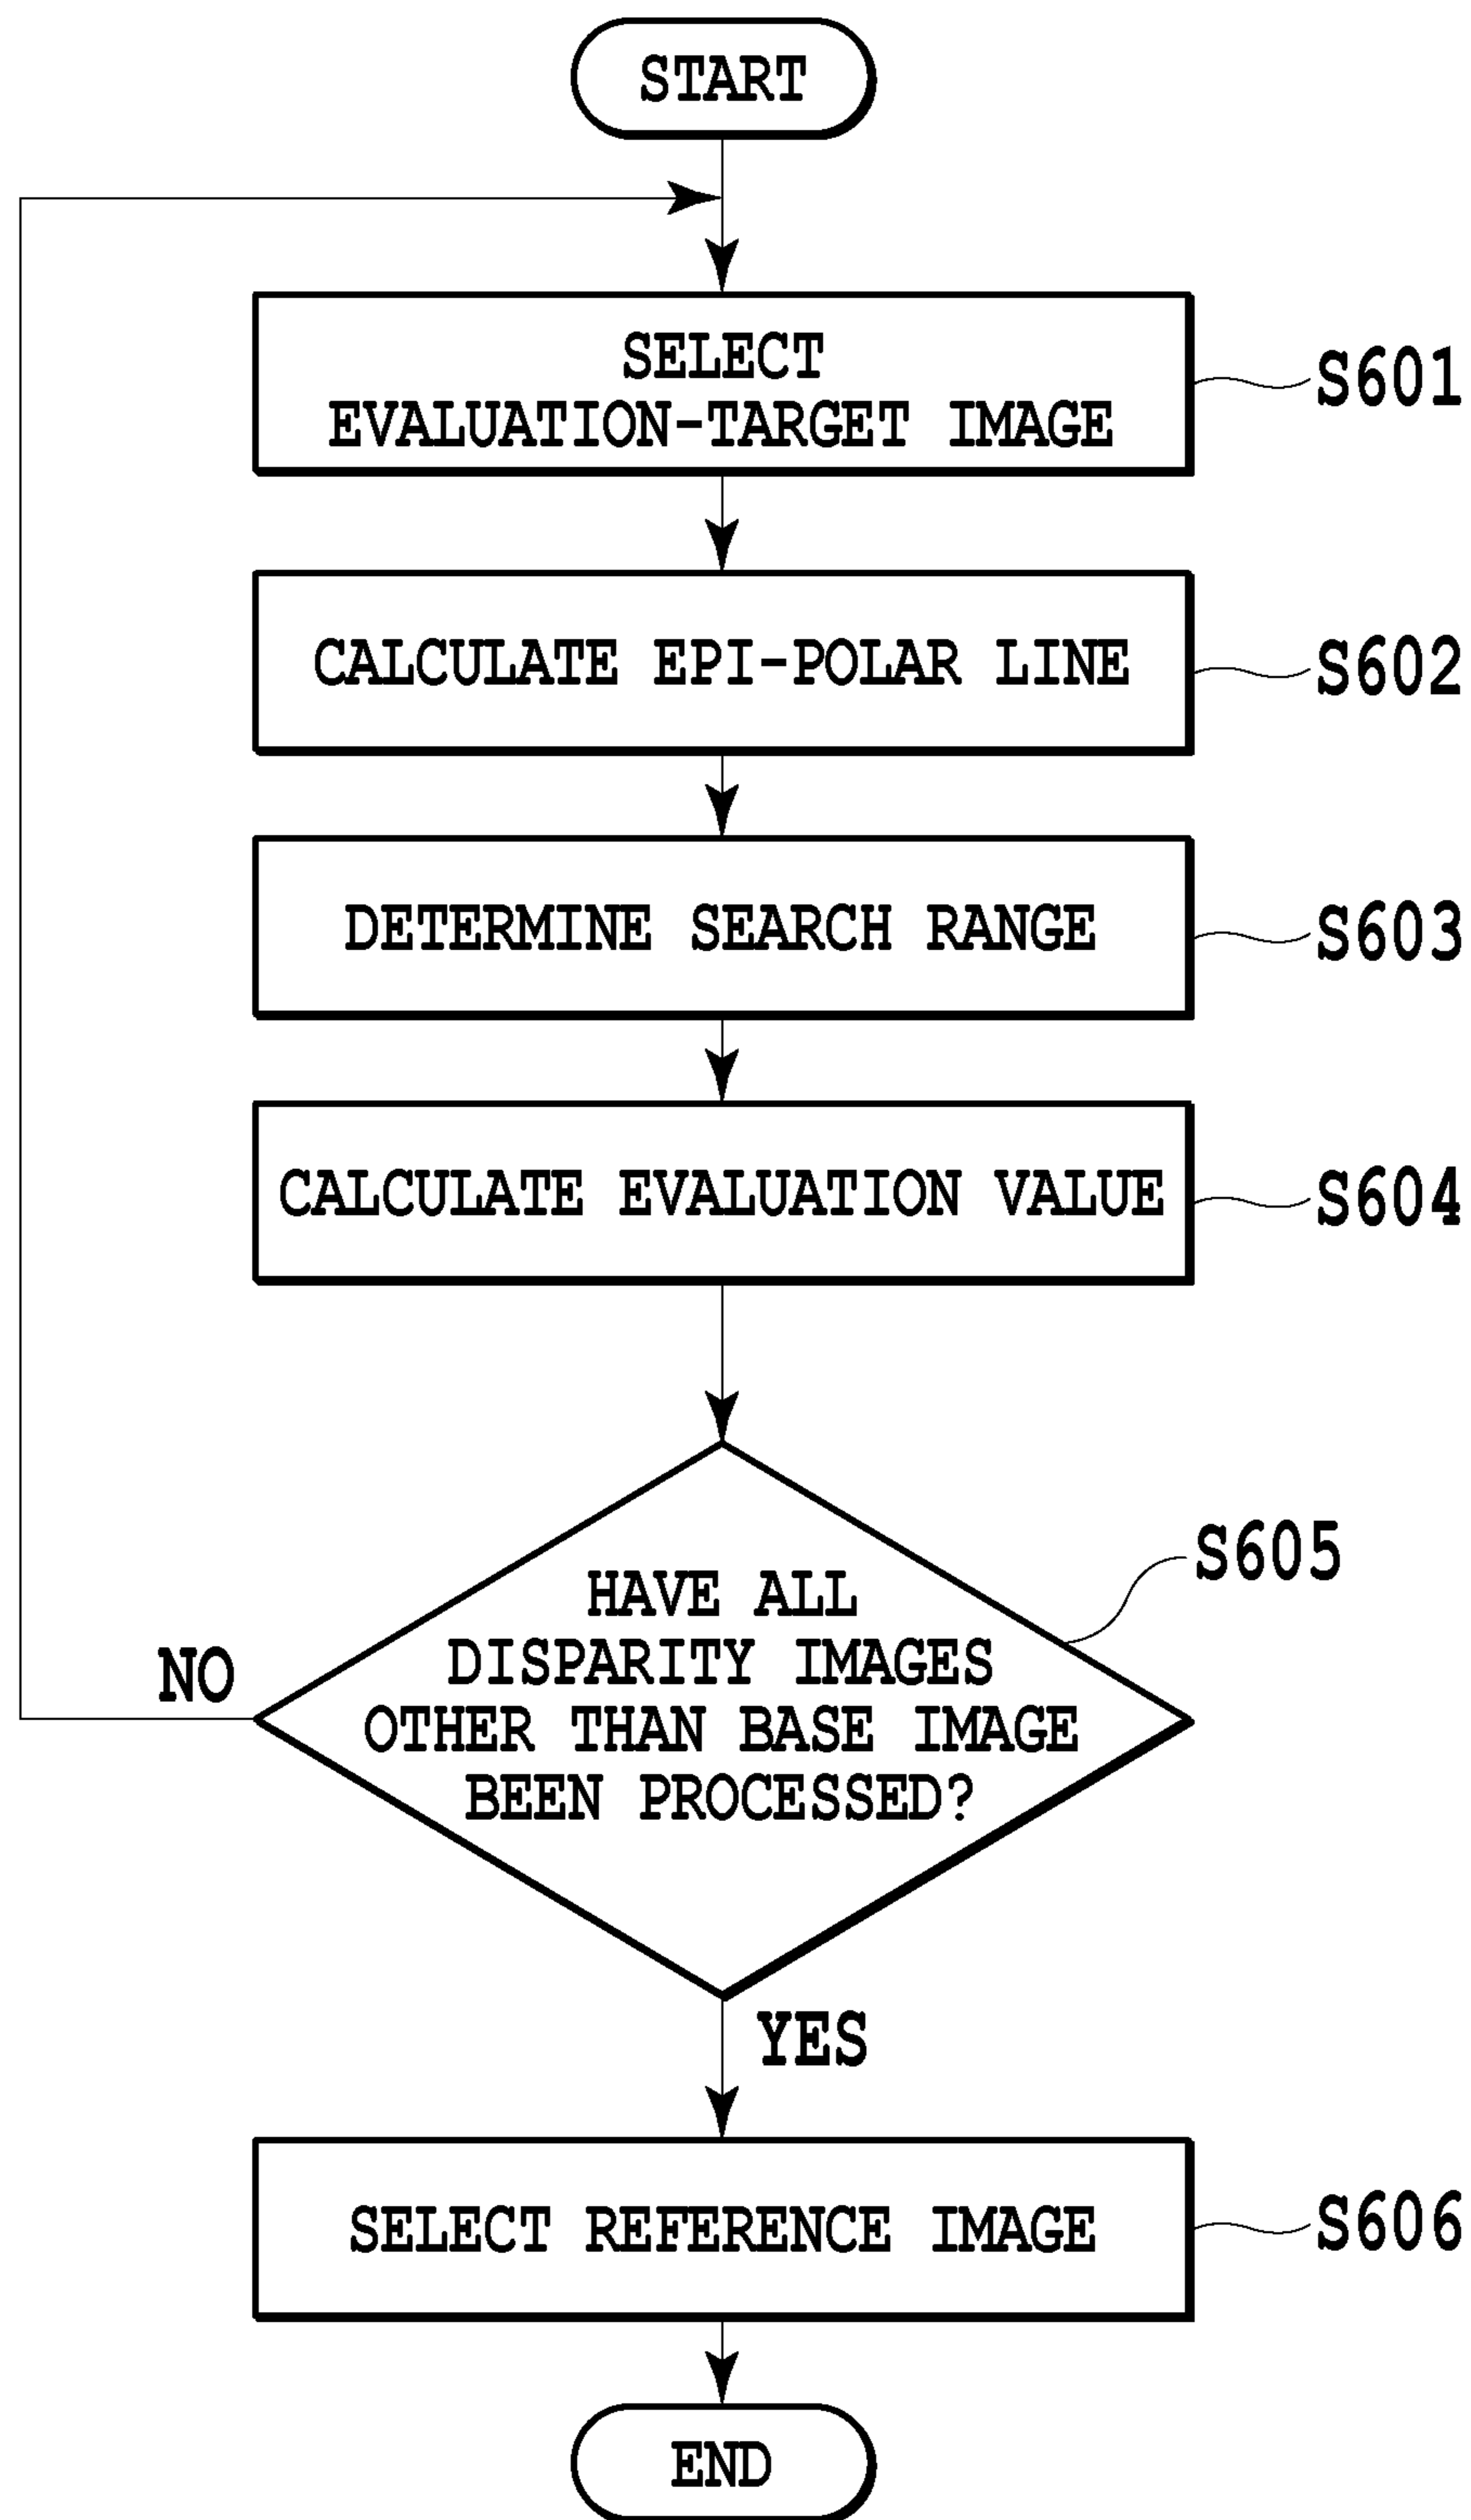 START
SELECT
EVALUATION-TARGET IMAGE
S601
CALCULATE EPI-POLAR LINE
S602
DETERMINE SEARCH RANGE
S603
CALCULATE EVALUATION VALUE
S604
S605
HAVE ALL
DISPARITY IMAGES
OTHER THAN BASE IMAGE
BEEN PROCESSED?
NO
YES
SELECT REFERENCE IMAGE
S606
END